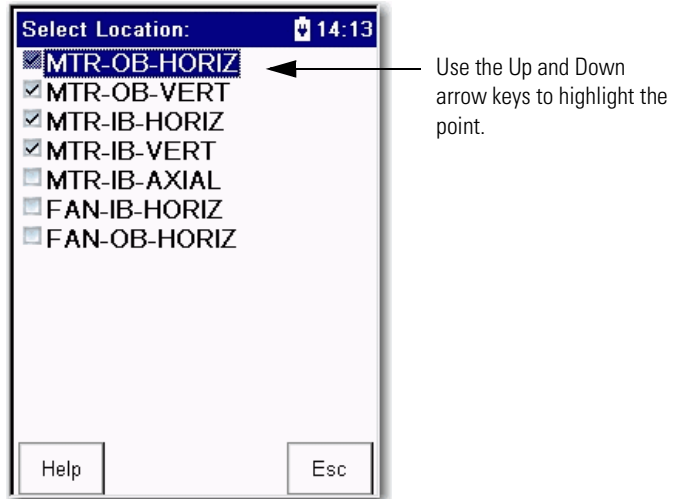 Select Location: 14:13
MTR-OB-HORIZ
MTR-OB-VERT
MTR-IB-HORIZ
MTR-IB-VERT
MTR-IB-AXIAL
FAN-IB-HORIZ
FAN-OB-HORIZ
Help Esc
Use the Up and Down
arrow keys to highlight the
point.